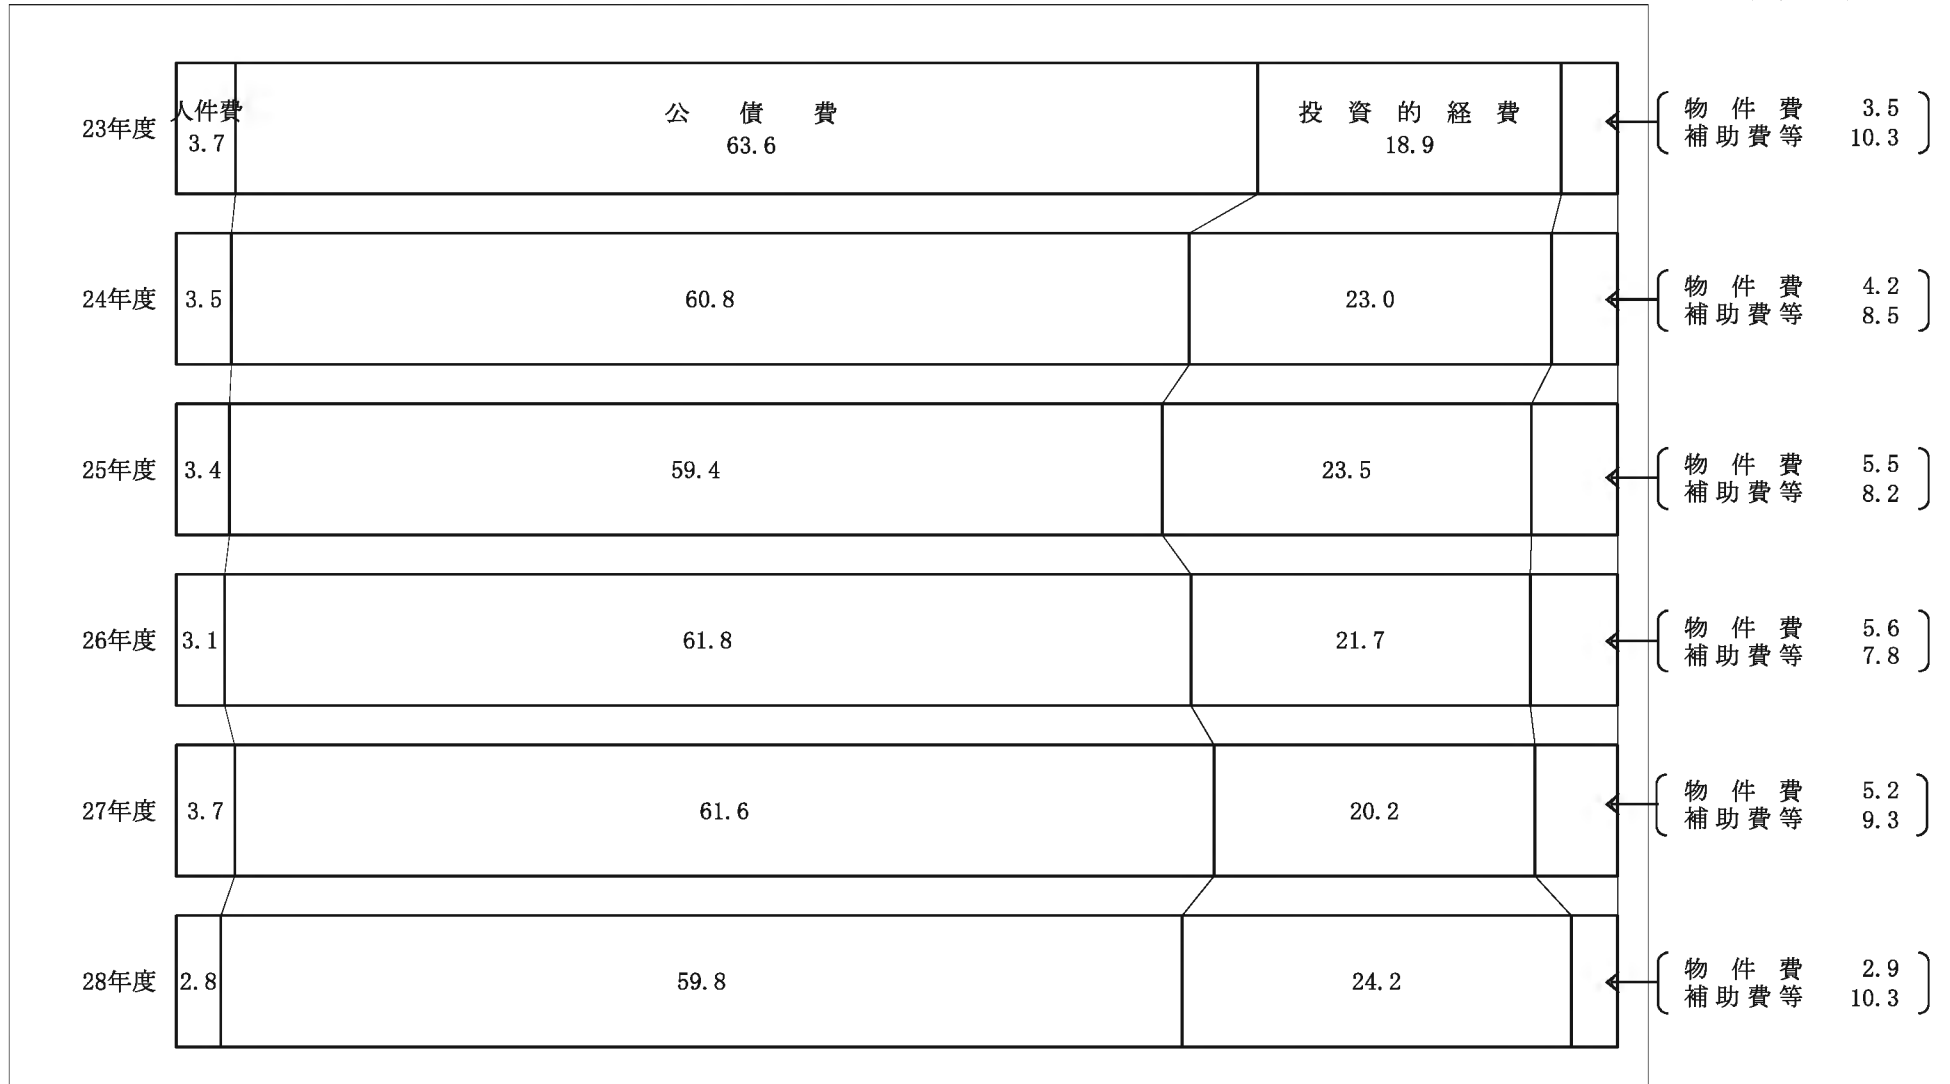 23年度
人件費
3.7
公債費
63.6
投資的経費
18.9
物件費 3.5
補助費等 10.3
24年度
3.5
60.8
23.0
物件費 4.2
補助費等 8.5
25年度
3.4
59.4
23.5
物件費 5.5
補助費等 8.2
26年度
3.1
61.8
21.7
物件費 5.6
補助費等 7.8
27年度
3.7
61.6
20.2
物件費 5.2
補助費等 9.3
28年度
2.8
59.8
24.2
物件費 2.9
補助費等 10.3